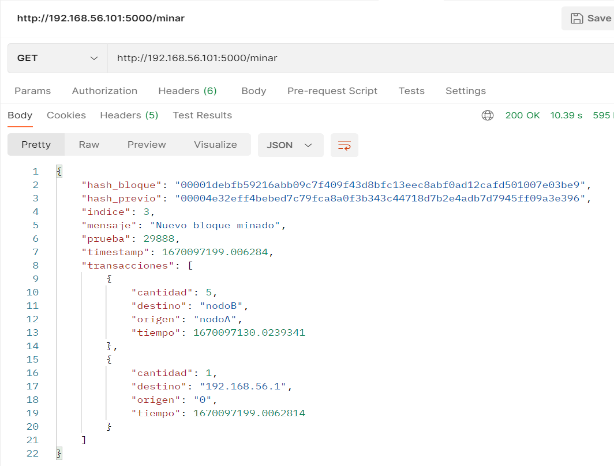 http://192.168.56.101:5000/minar
Save
GET
http://192.168.56.101:5000/minar
Params Authorization Headers (6) Body Pre-request Script Tests Settings
Body Cookies Headers (5) Test Results
200 OK 10.39 s 595
Pretty Raw Preview Visualize JSON
1 {
2 "hash_bloque": "00001debfb59216abb09c7f409f43d8bfc13eec8abf0ad12cafd501007e03be9",
3 "hash_previo": "00004e32eff4bebed7c79fca8a0f3b343c44718d7b2e4adb7d7945ff09a3e396",
4 "indice": 3,
5 "mensaje": "Nuevo bloque minado",
6 "prueba": 29888,
7 "timestamp": 1670097199.006284,
8 "transacciones": [
9 {
10 "cantidad": 5,
11 "destino": "nodoB",
12 "origen": "nodoA",
13 "tiempo": 1670097130.0239341
14 },
15 {
16 "cantidad": 1,
17 "destino": "192.168.56.1",
18 "origen": "0",
19 "tiempo": 1670097199.0062814
20 }
21 ]
22 }